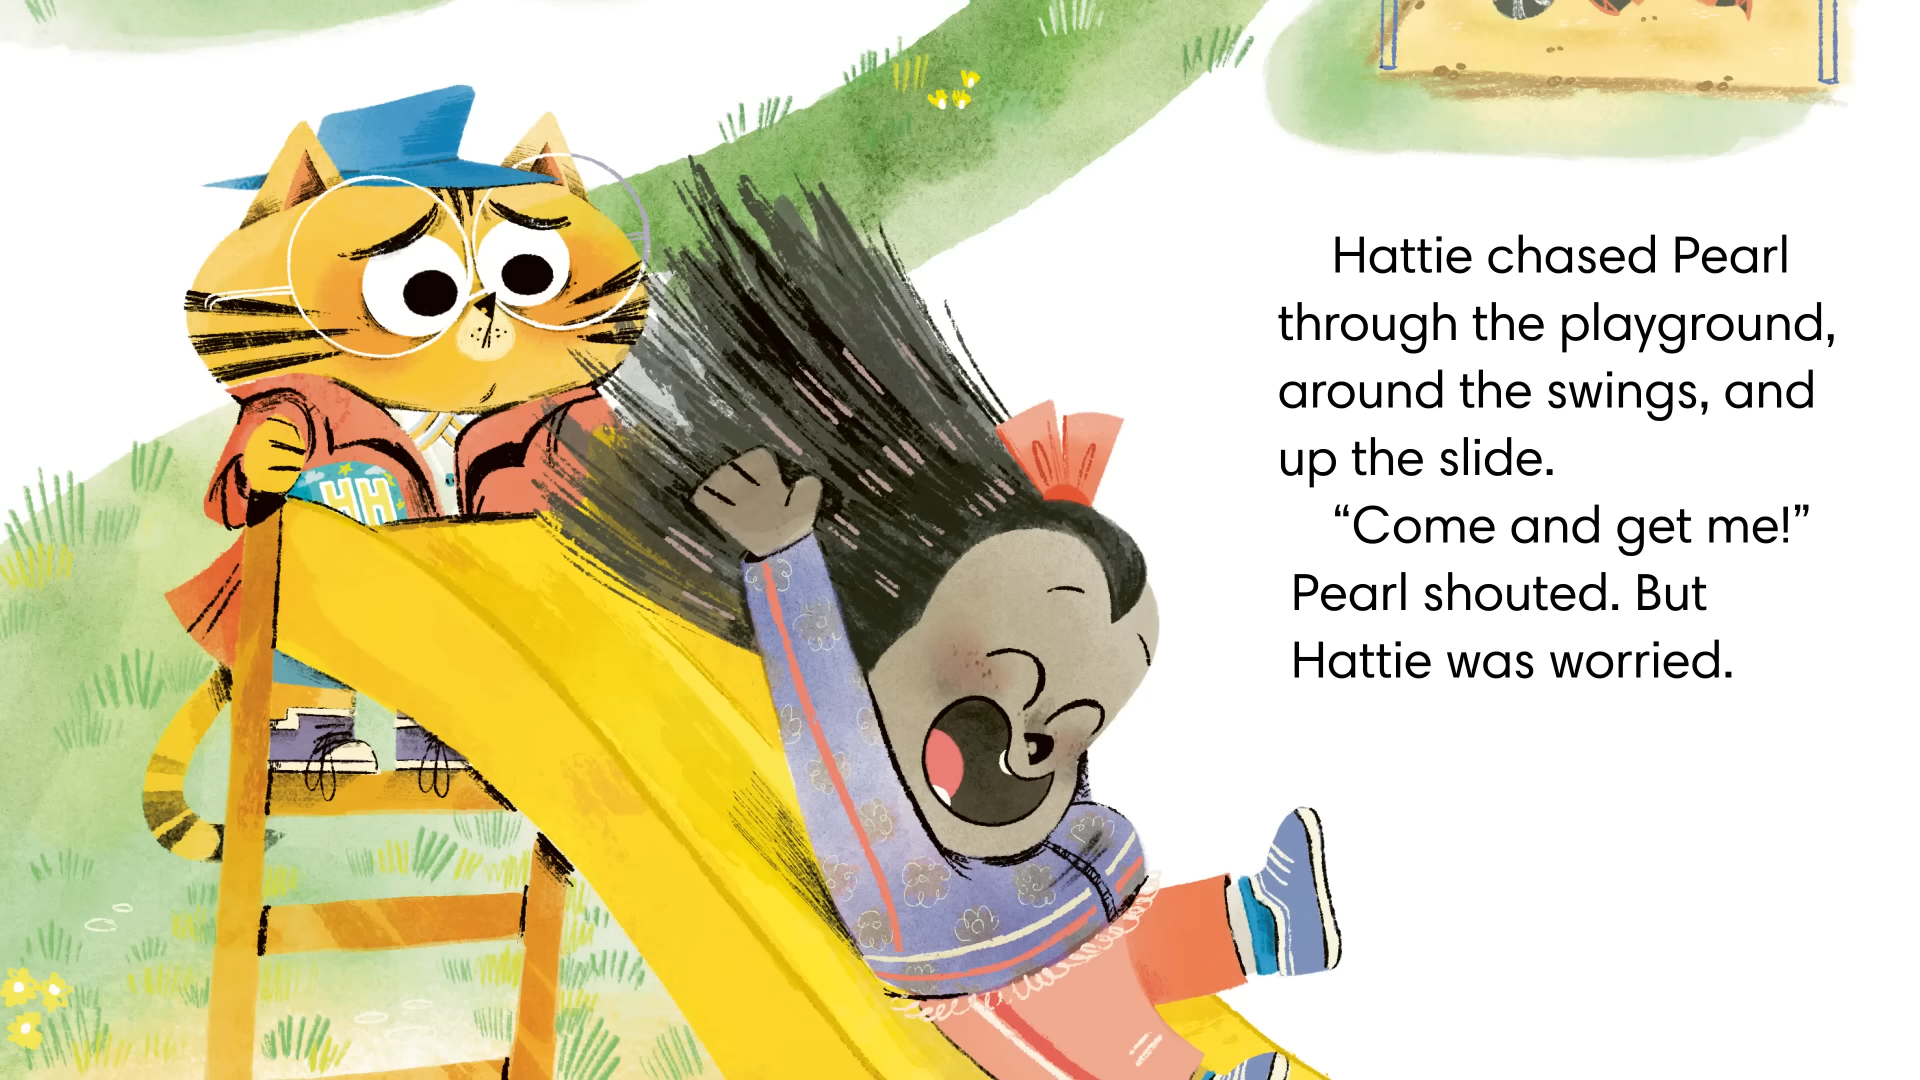 HH
Hattie chased Pearl
through the playground,
around the swings, and
up the slide.
“Come and get me!”
Pearl shouted. But
Hattie was worried.